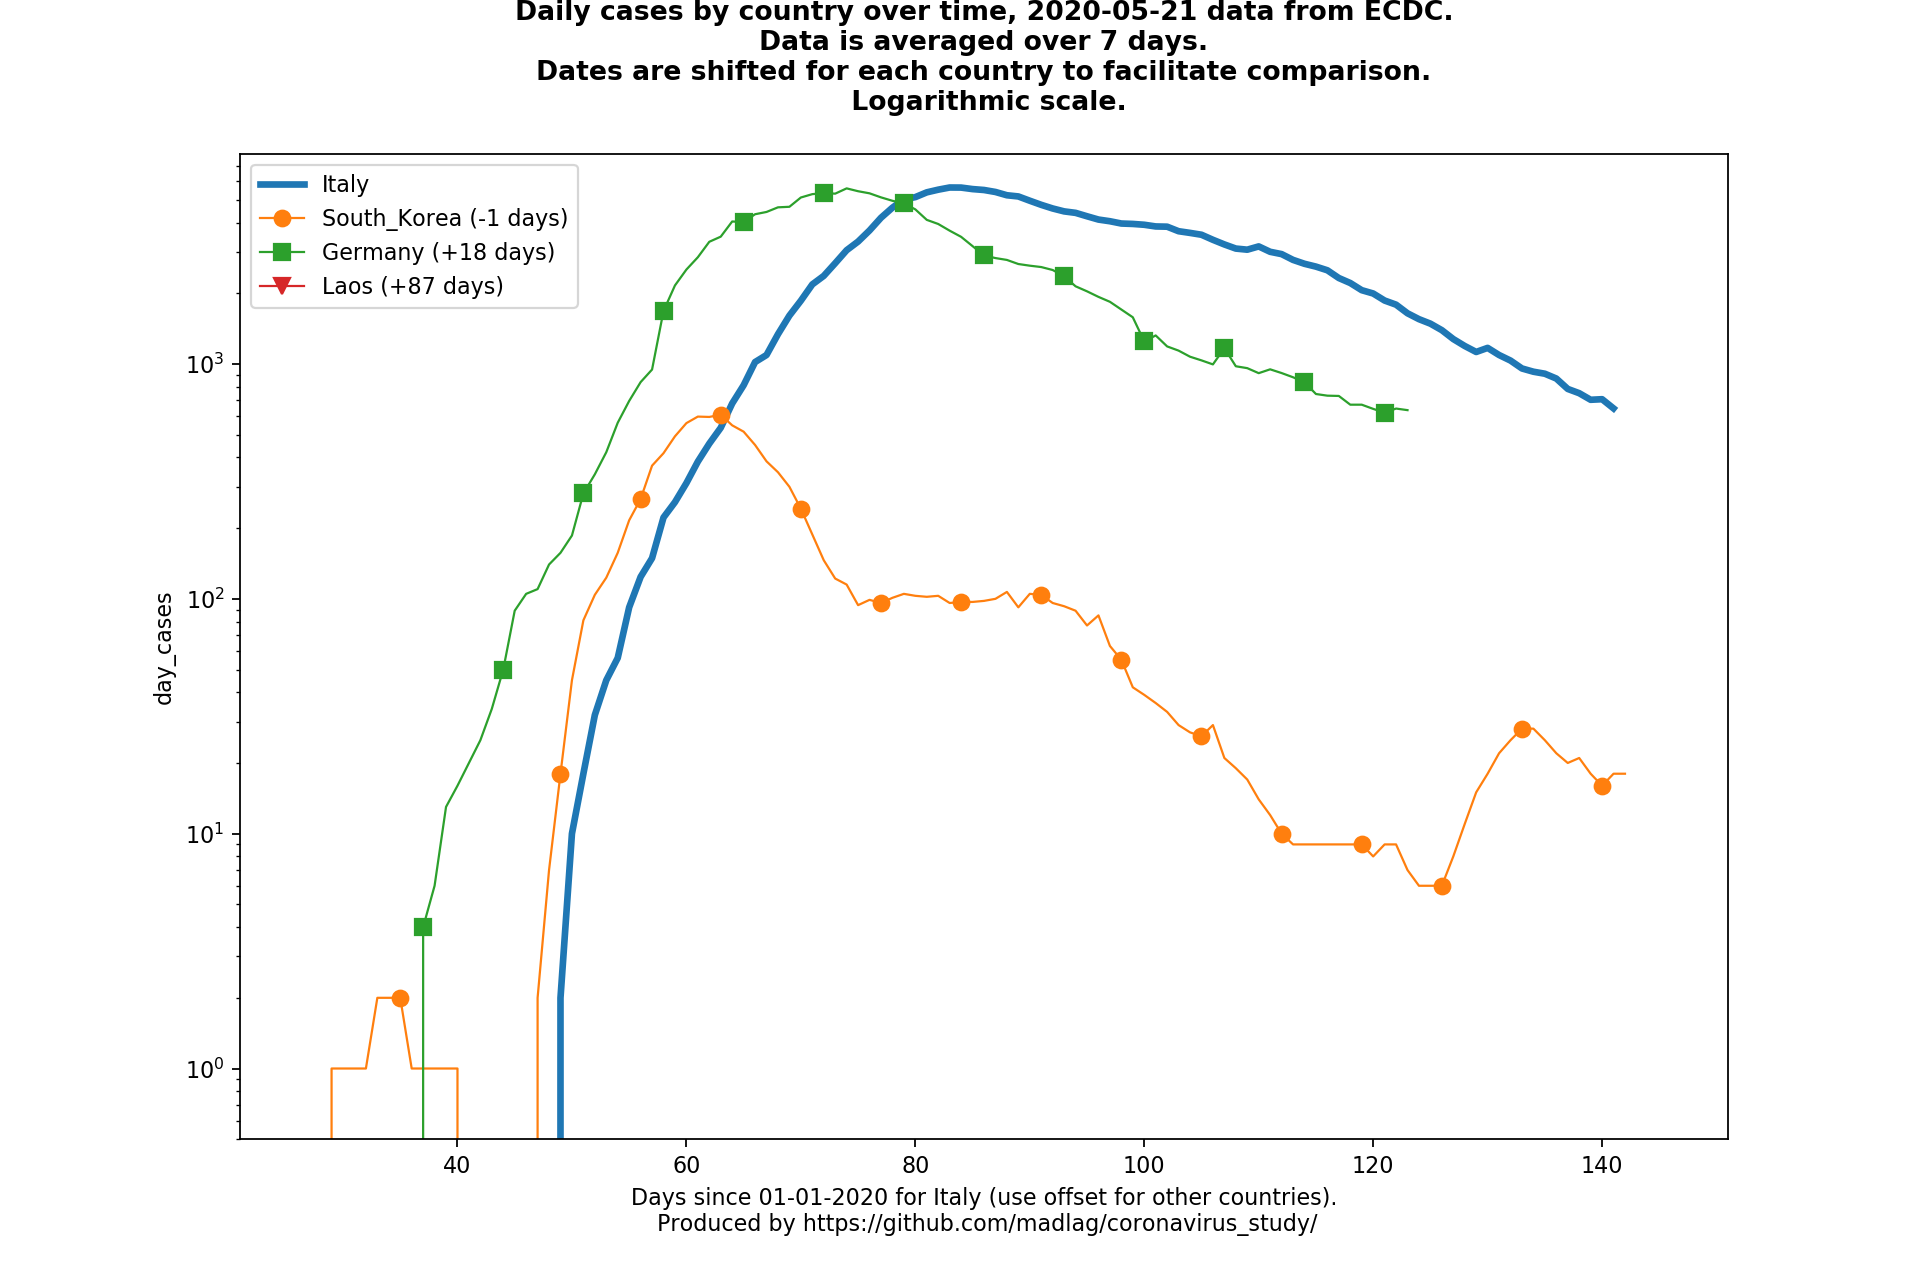 Daily cases by country over time, 2020-05-21 data from ECDC.
Data is averaged over 7 days.
Dates are shifted for each country to facilitate comparison.
Logarithmic scale.
Italy
South_Korea (-1 days)
Germany (+18 days)
Laos (+87 days)
day_cases
10³
10²
10¹
10⁰
40 60 80 100 120 140
Days since 01-01-2020 for Italy (use offset for other countries).
Produced by https://github.com/madlag/coronavirus_study/